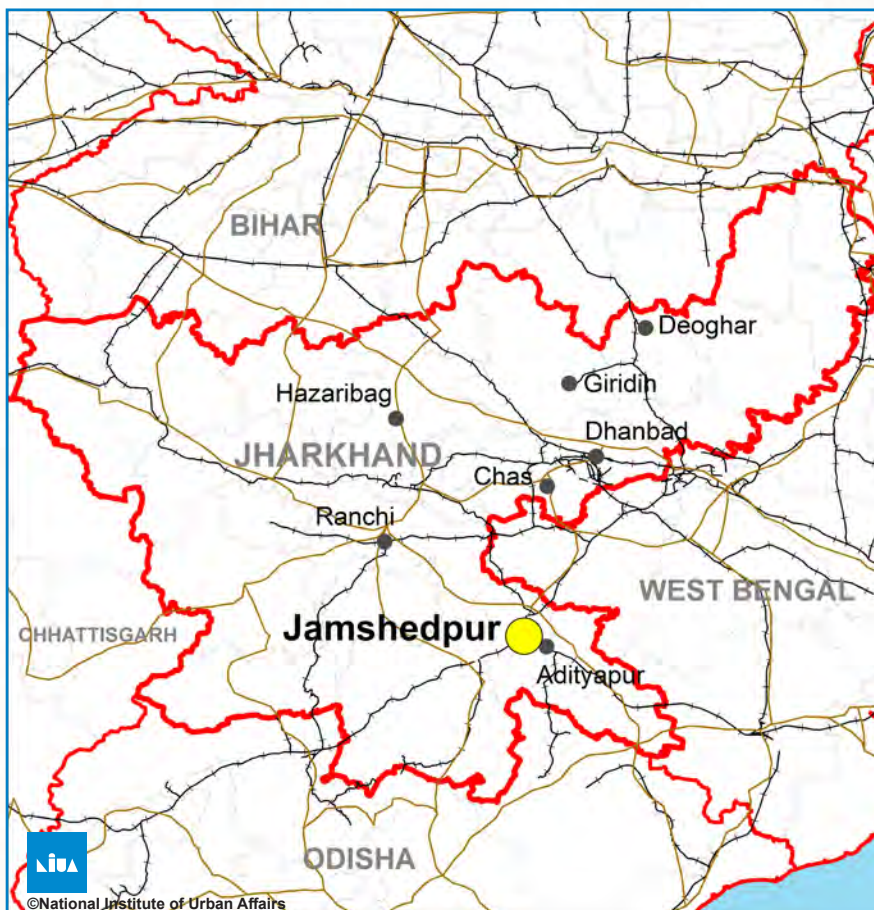 BIHAR
Deoghar
Giridih
Hazaribag
Dhanbad
JHARKHAND
Chas
Ranchi
WEST BENGAL
CHHATTISGARH
Jamshedpur
Adityapur
ODISHA
NIUA
©National Institute of Urban Affairs